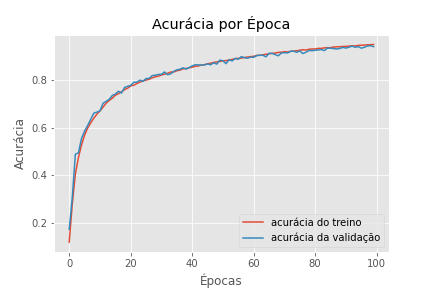 Acurácia por Época
Acurácia
0.8
0.6
0.4
0.2
0 20 40 60 80 100
Épocas
acurácia do treino
acurácia da validação